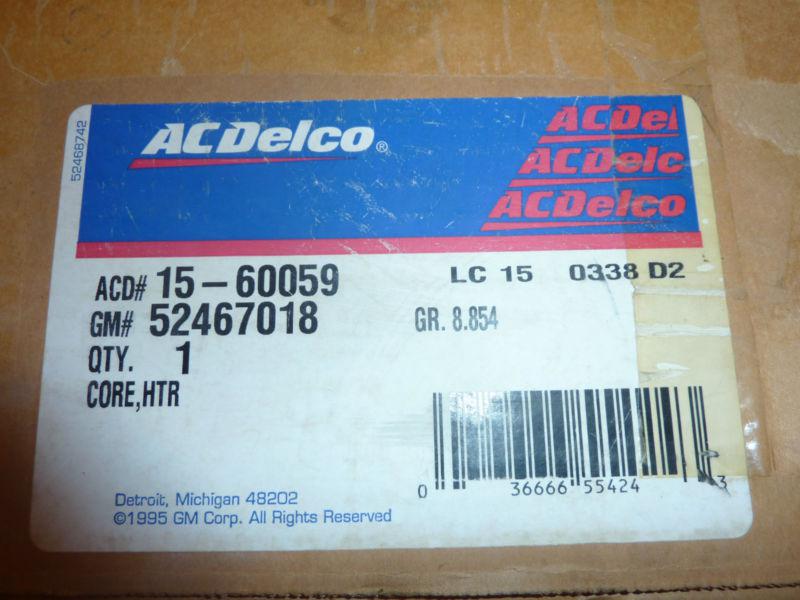 52468742
ACDelco®
ACDel
ACDelc
ACDelco
ACD# 15-60059
LC 15 0338 D2
GM# 52467018
GR. 8.854
QTY. 1
CORE,HTR
0 36666 55424 3
Detroit, Michigan 48202
©1995 GM Corp. All Rights Reserved